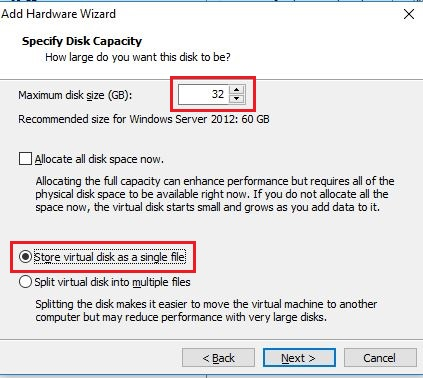 Add Hardware Wizard
Specify Disk Capacity
How large do you want this disk to be?
Maximum disk size (GB): 32
Recommended size for Windows Server 2012: 60 GB
Allocate all disk space now.
Allocating the full capacity can enhance performance but requires all of the
physical disk space to be available right now. If you do not allocate all the
space now, the virtual disk starts small and grows as you add data to it.
Store virtual disk as a single file
Split virtual disk into multiple files
Splitting the disk makes it easier to move the virtual machine to another
computer but may reduce performance with very large disks.
< Back Next > Cancel